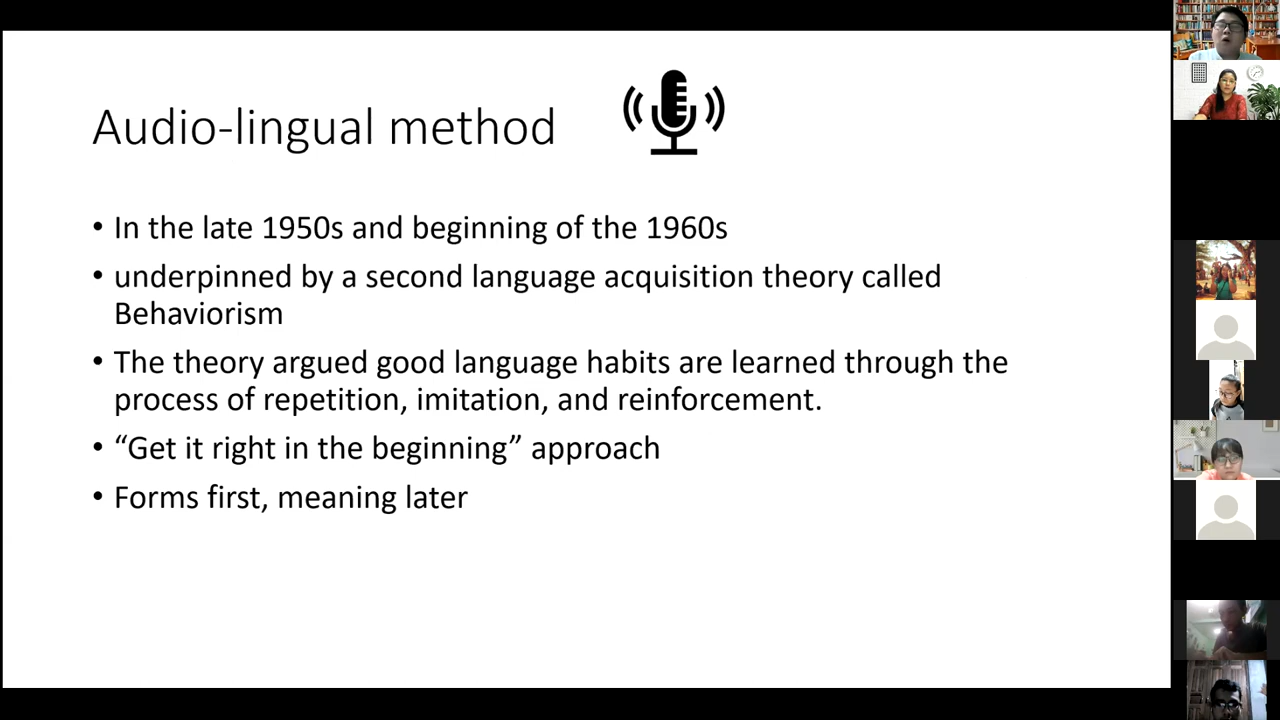 Audio-lingual method
• In the late 1950s and beginning of the 1960s
• underpinned by a second language acquisition theory called
Behaviorism
• The theory argued good language habits are learned through the
process of repetition, imitation, and reinforcement.
• “Get it right in the beginning” approach
• Forms first, meaning later